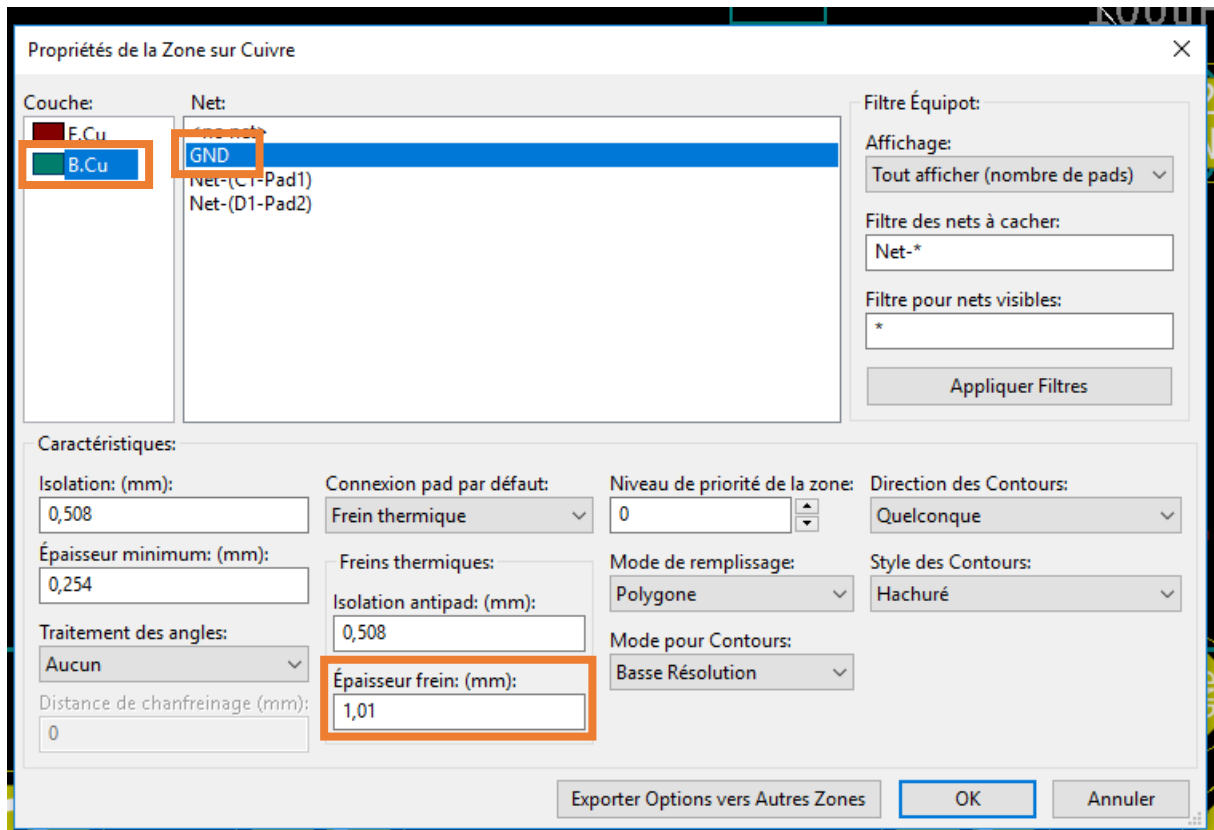 Propriétés de la Zone sur Cuivre
Couche:
F.Cu
B.Cu
Net:
<no net>
GND
Net-(C1-Pad1)
Net-(D1-Pad2)
Filtre Équipot:
Affichage:
Tout afficher (nombre de pads)
Filtre des nets à cacher:
Net-*
Filtre pour nets visibles:
*
Appliquer Filtres
Caractéristiques:
Isolation: (mm):
0,508
Épaisseur minimum: (mm):
0,254
Traitement des angles:
Aucun
Distance de chanfreinage (mm):
0
Connexion pad par défaut:
Frein thermique
Freins thermiques:
Isolation antipad: (mm):
0,508
Épaisseur frein: (mm):
1,01
Niveau de priorité de la zone:
0
Mode de remplissage:
Polygone
Mode pour Contours:
Basse Résolution
Direction des Contours:
Quelconque
Style des Contours:
Hachuré
Exporter Options vers Autres Zones
OK
Annuler